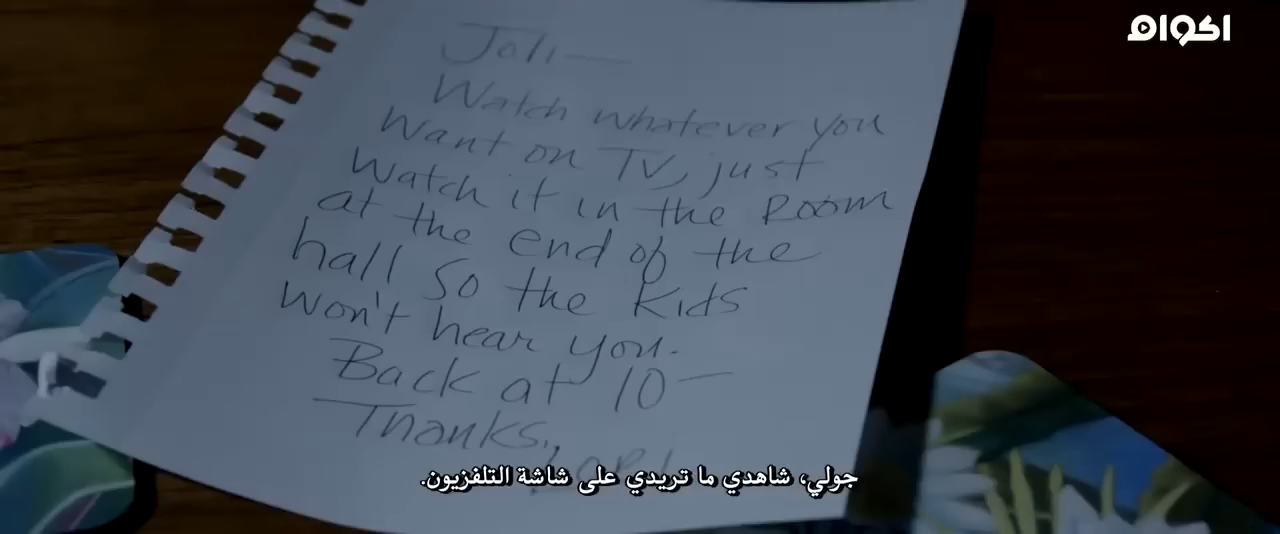 اكوام
Joli—
Watch whatever you
Want on TV, just
Watch it in the Room
at the end of the
hall so the kids
won't hear you.
Back at 10—
Thanks,
جولي، شاهدي ما تريدي على شاشة التلفزيون.